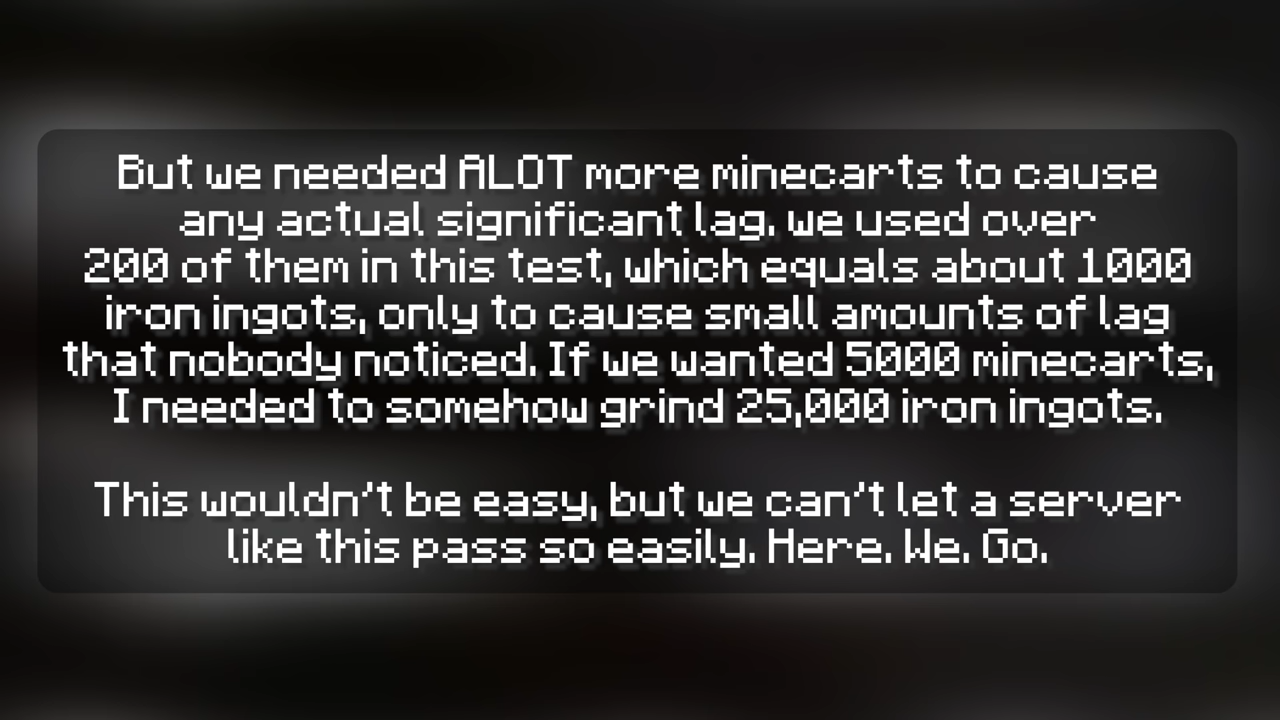 But we needed ALOT more minecarts to cause
any actual significant lag. we used over
200 of them in this test, which equals about 1000
iron ingots, only to cause small amounts of lag
that nobody noticed. If we wanted 5000 minecarts,
I needed to somehow grind 25,000 iron ingots.
This wouldn't be easy, but we can't let a server
like this pass so easily. Here. We. Go.